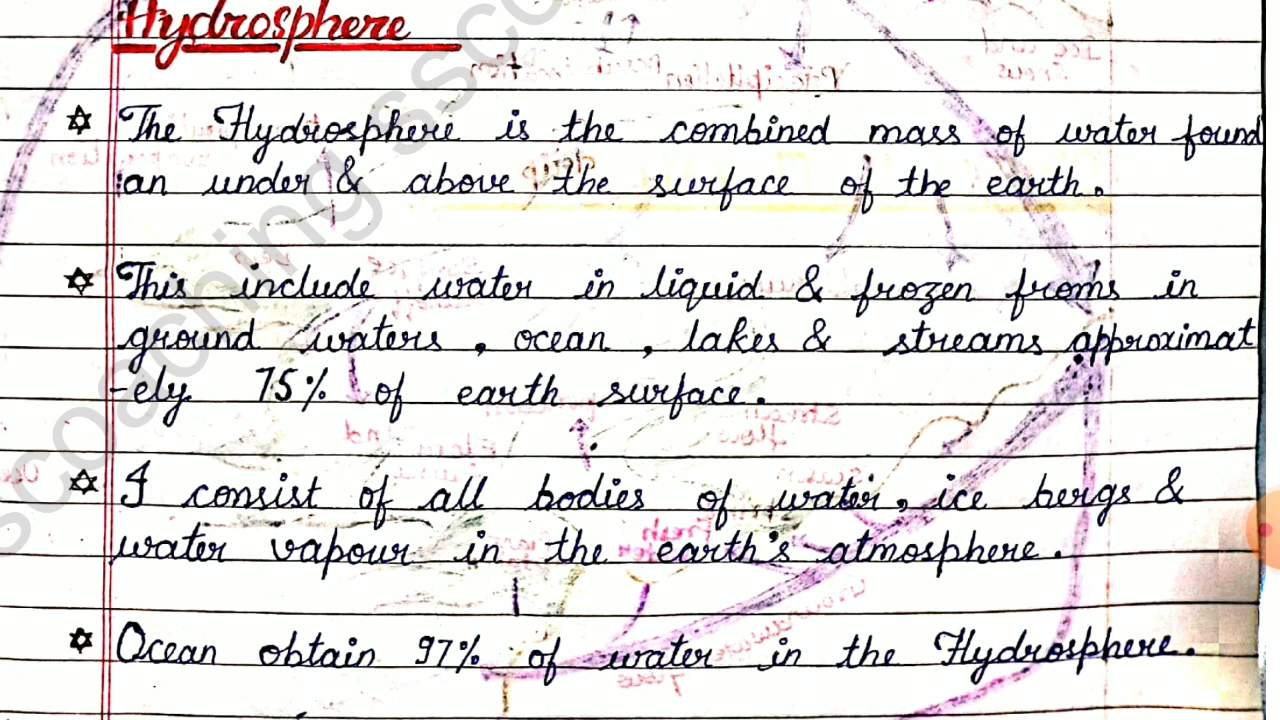 Hydrosphere
The Hydrosphere is the combined mass of water found
an under & above the surface of the earth.
This include water in liquid & frozen froms in
ground waters, ocean, lakes & streams approximat
-ely 75% of earth surface.
I consist of all bodies of water, ice bergs &
water vapour in the earth's atmosphere.
Ocean obtain 97% of water in the Hydrosphere.